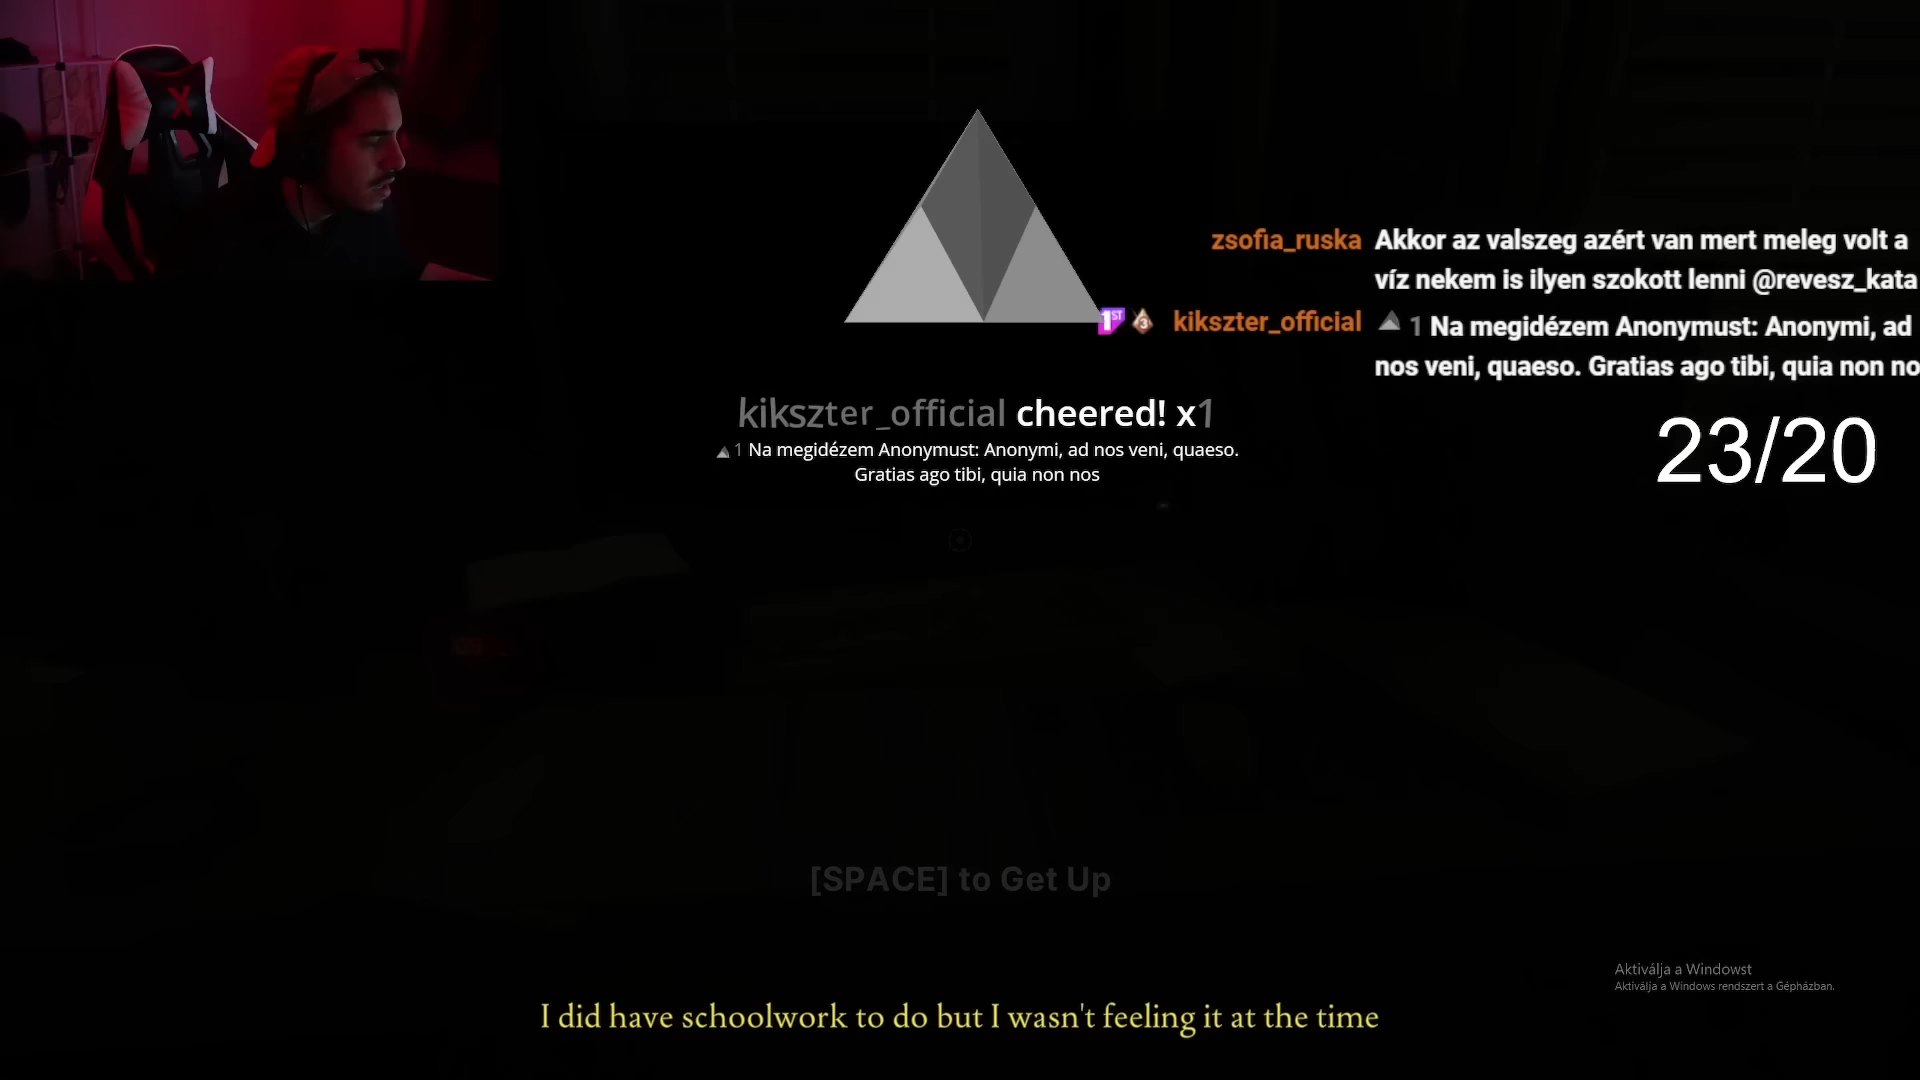 X
zsofia_ruska Akkor az valszeg azért van mert meleg volt a
víz nekem is ilyen szokott lenni @revesz_kata
1ST 3 kikszter_official 1 Na megidézem Anonymust: Anonymi, ad
nos veni, quaeso. Gratias ago tibi, quia non no
kikszter_official cheered! x1
1 Na megidézem Anonymust: Anonymi, ad nos veni, quaeso.
Gratias ago tibi, quia non nos
23/20
[SPACE] to Get Up
Aktiválja a Windowst
Aktiválja a Windows rendszert a Gépházban.
I did have schoolwork to do but I wasn't feeling it at the time